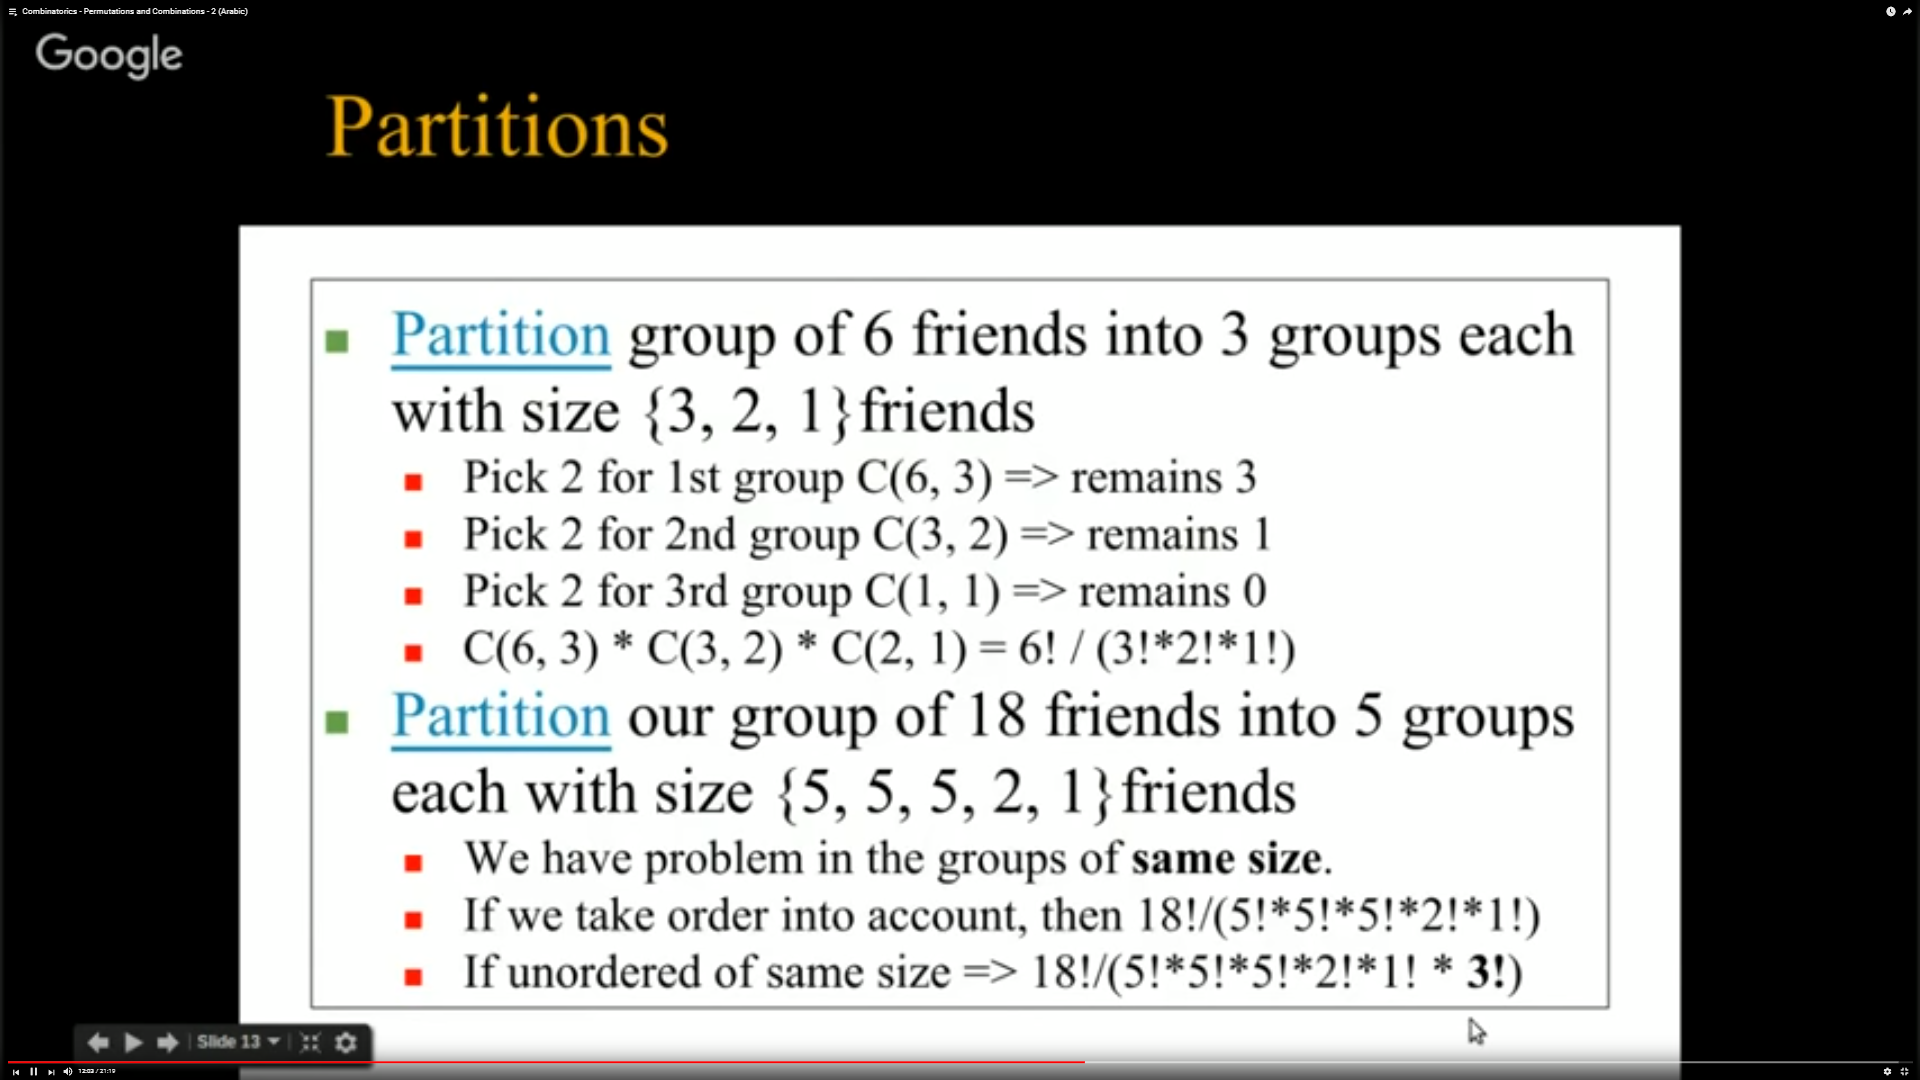 Combinatorics - Permutations and Combinations - 2 (Arabic)
Google
Partitions
Partition group of 6 friends into 3 groups each
with size {3, 2, 1}friends
Pick 2 for 1st group C(6, 3) => remains 3
Pick 2 for 2nd group C(3, 2) => remains 1
Pick 2 for 3rd group C(1, 1) => remains 0
C(6, 3) * C(3, 2) * C(2, 1) = 6! / (3!*2!*1!)
Partition our group of 18 friends into 5 groups
each with size {5, 5, 5, 2, 1}friends
We have problem in the groups of same size.
If we take order into account, then 18!/(5!*5!*5!*2!*1!)
If unordered of same size => 18!/(5!*5!*5!*2!*1! * 3!)
Slide 13
12:03 / 21:19